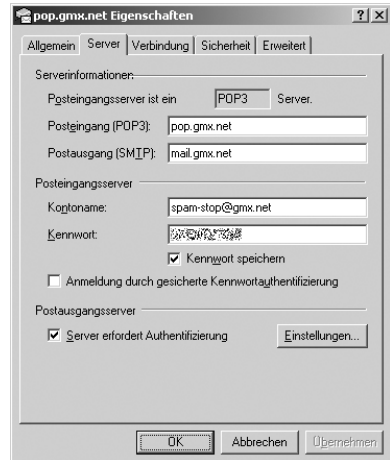 pop.gmx.net Eigenschaften
Allgemein Server Verbindung Sicherheit Erweitert
Serverinformationen:
Posteingangsserver ist ein POP3 Server.
Posteingang (POP3): pop.gmx.net
Postausgang (SMTP): mail.gmx.net
Posteingangsserver
Kontoname: spam-stop@gmx.net
Kennwort:
Kennwort speichern
Anmeldung durch gesicherte Kennwortauthentifizierung
Postausgangsserver
Server erfordert Authentifizierung Einstellungen...
OK Abbrechen Übernehmen